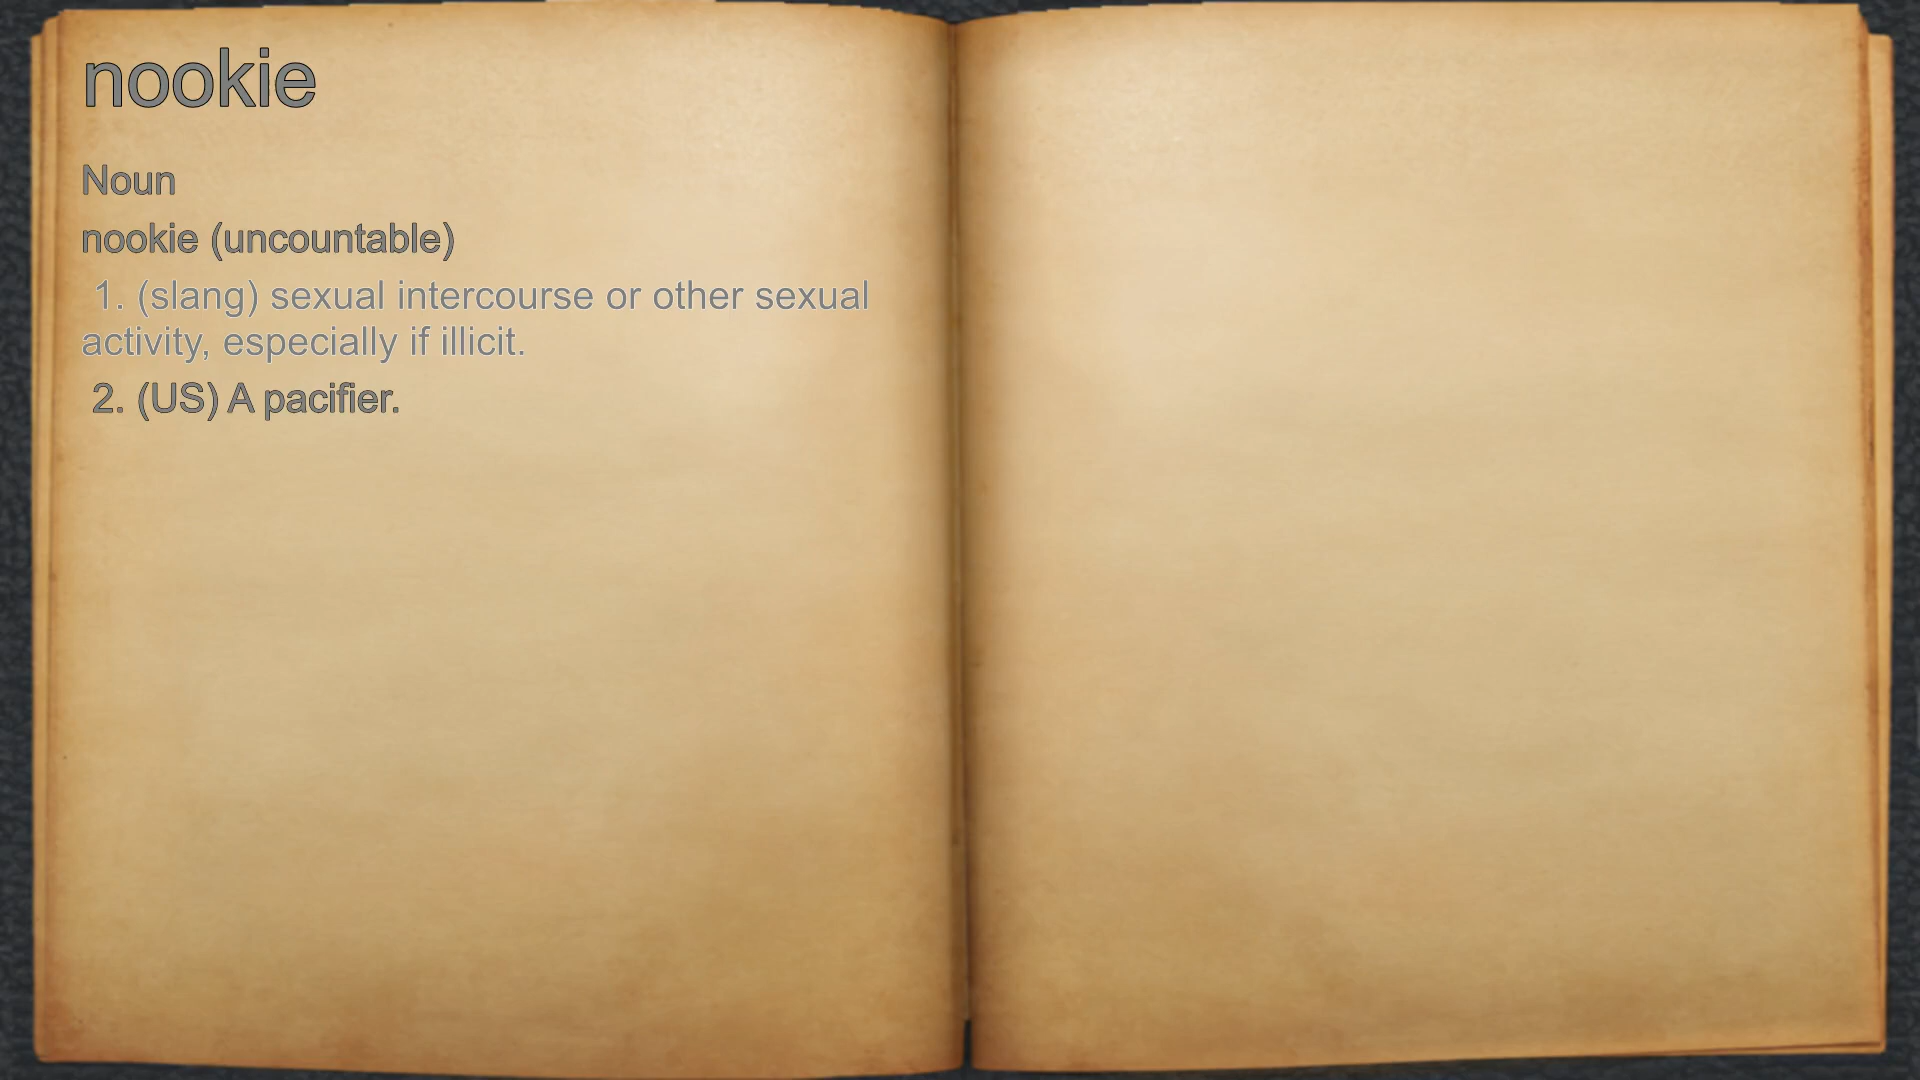 nookie
Noun
nookie (uncountable)
1. (slang) sexual intercourse or other sexual
activity, especially if illicit.
2. (US) A pacifier.